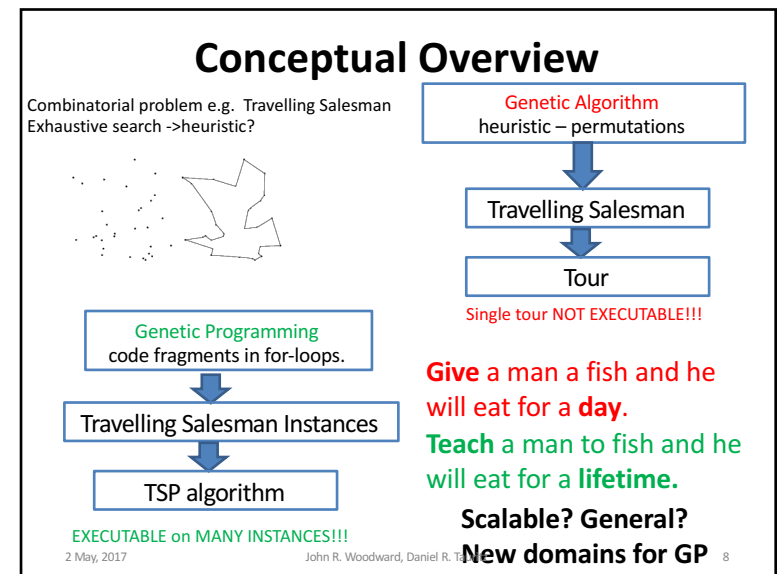 Conceptual Overview
Combinatorial problem e.g. Travelling Salesman
Exhaustive search ->heuristic?
Genetic Algorithm
heuristic – permutations
Travelling Salesman
Tour
Single tour NOT EXECUTABLE!!!
Genetic Programming
code fragments in for-loops.
Travelling Salesman Instances
TSP algorithm
EXECUTABLE on MANY INSTANCES!!!
Give a man a fish and he
will eat for a day.
Teach a man to fish and he
will eat for a lifetime.
Scalable? General?
New domains for GP
2 May, 2017
John R. Woodward, Daniel R.
8